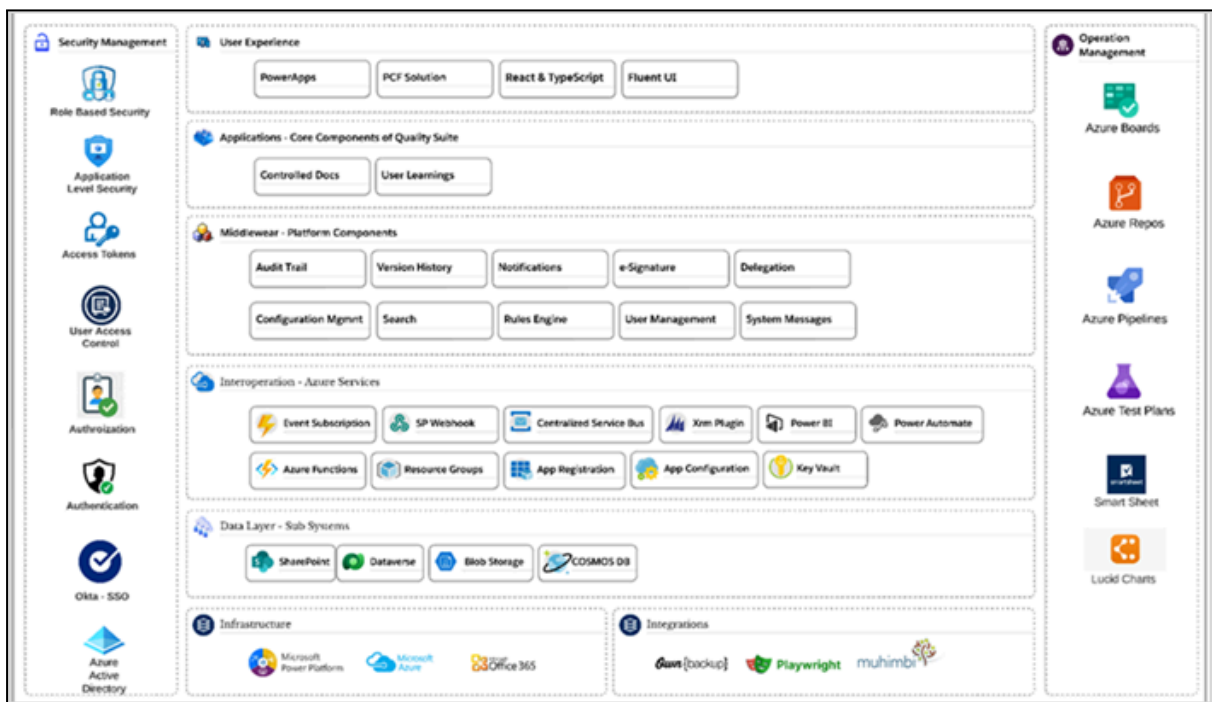 Security Management
Role Based Security
Application
Level Security
Access Tokens
User Access
Control
Authroization
Authentication
Okta - SSO
Azure
Active
Directory
User Experience
PowerApps
PCF Solution
React & TypeScript
Fluent UI
Applications - Core Components of Quality Suite
Controlled Docs
User Learnings
Middlewear - Platform Components
Audit Trail
Version History
Notifications
e-Signature
Delegation
Configuration Mgmnt
Search
Rules Engine
User Management
System Messages
Interoperation - Azure Services
Event Subscription
SP Webhook
Centralized Service Bus
Xrm Plugin
Power BI
Power Automate
Azure Functions
Resource Groups
App Registration
App Configuration
Key Vault
Data Layer - Sub Systems
SharePoint
Dataverse
Blob Storage
COSMOS DB
Infrastructure
Microsoft
Power Platform
Microsoft
Azure
Office 365
Integrations
Own {backup}
Playwright
muhimbi
Operation
Management
Azure Boards
Azure Repos
Azure Pipelines
Azure Test Plans
smartsheet
Smart Sheet
Lucid Charts